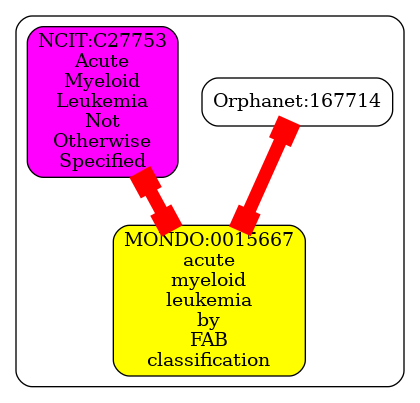 NCIT:C27753
Acute
Myeloid
Leukemia
Not
Otherwise
Specified
Orphanet:167714
MONDO:0015667
acute
myeloid
leukemia
by
FAB
classification